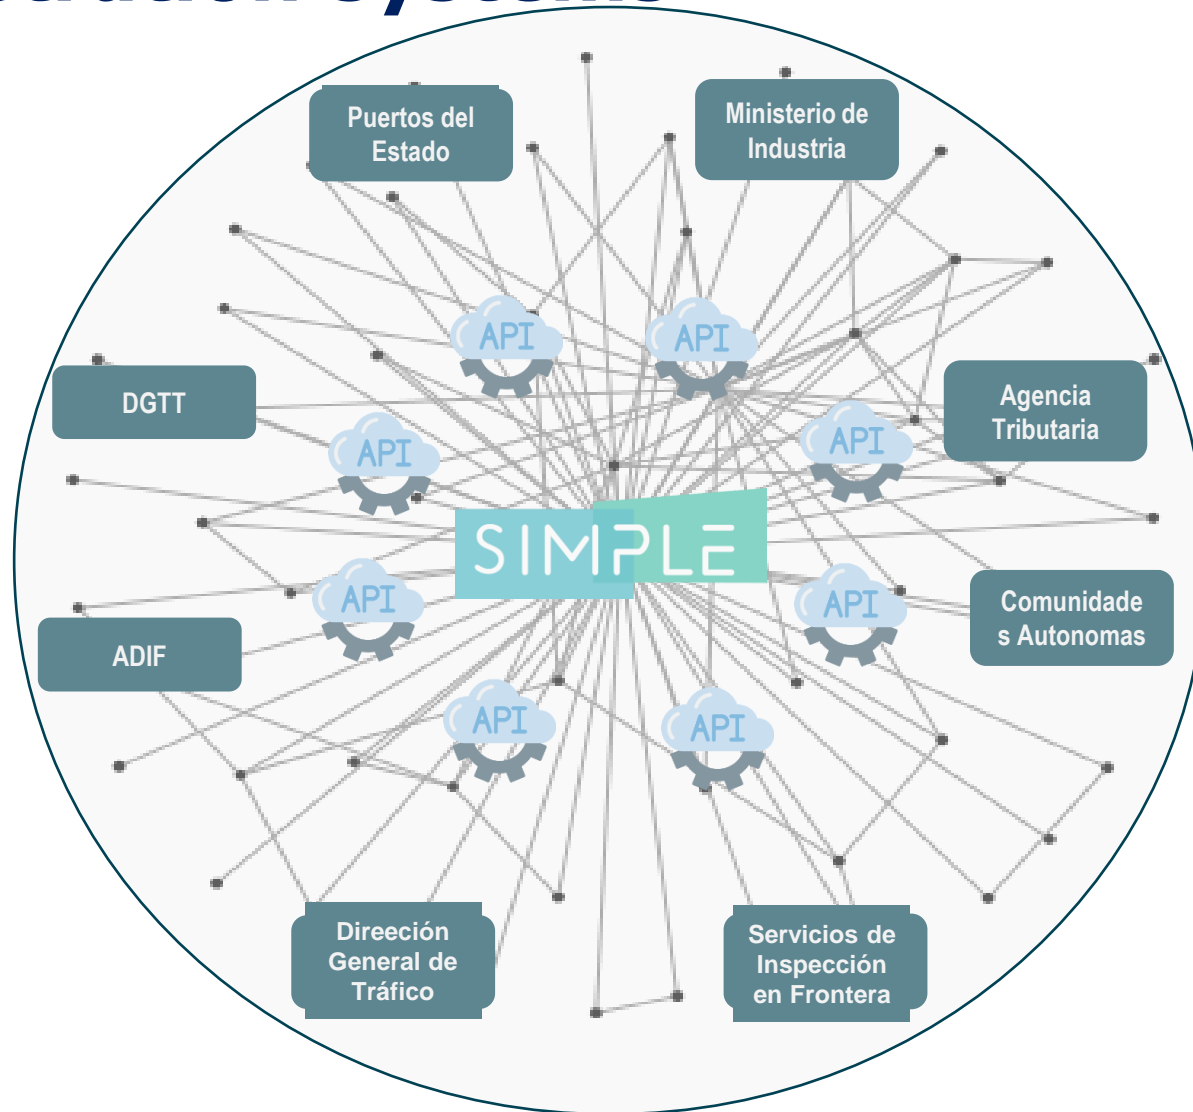 Puertos del
Estado
Ministerio de
Industria
API
API
DGTT
Agencia
Tributaria
API
API
SIMPLE
API
API
Comunidade
s Autonomas
ADIF
API
API
Direeción
General de
Tráfico
Servicios de
Inspección
en Frontera